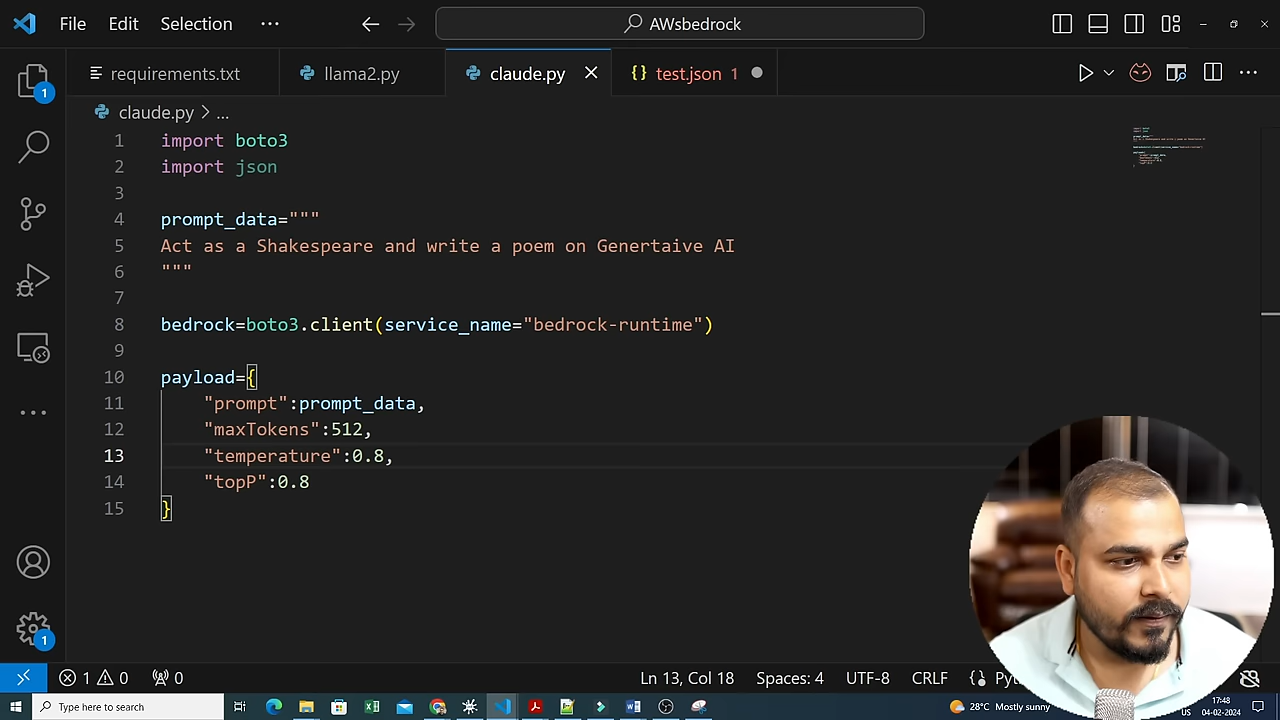 File Edit Selection ··· AWsbedrock
requirements.txt llama2.py claude.py {} test.json 1
claude.py > ...
1 import boto3
2 import json
3
4 prompt_data="""
5 Act as a Shakespeare and write a poem on Genertaive AI
6 """
7
8 bedrock=boto3.client(service_name="bedrock-runtime")
9
10 payload={
11 "prompt":prompt_data,
12 "maxTokens":512,
13 "temperature":0.8,
14 "topP":0.8
15 }
1
1
1 0 0 Ln 13, Col 18 Spaces: 4 UTF-8 CRLF
Type here to search 28°C Mostly sunny US 17:48
04-02-2024